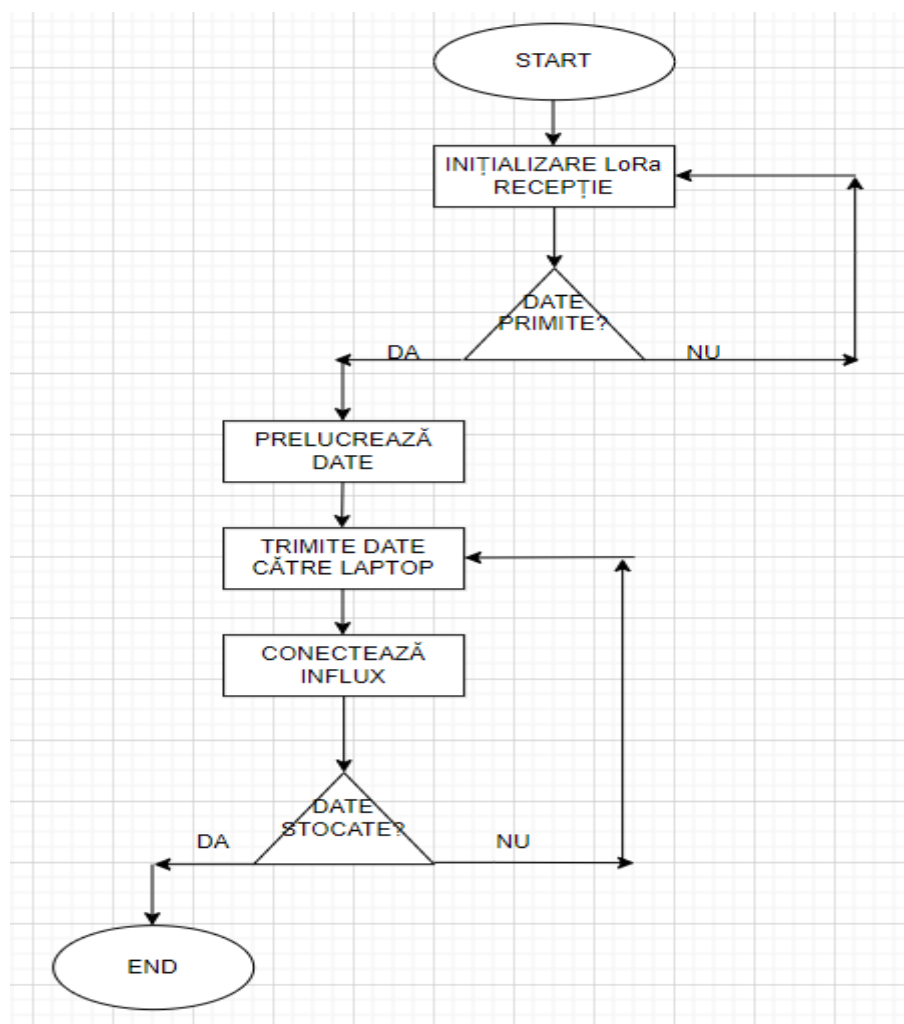 START
INIȚIALIZARE LoRa
RECEPȚIE
DATE
PRIMITE?
DA
NU
PRELUCREAZĂ
DATE
TRIMITE DATE
CĂTRE LAPTOP
CONECTEAZĂ
INFLUX
DATE
STOCATE?
DA
NU
END